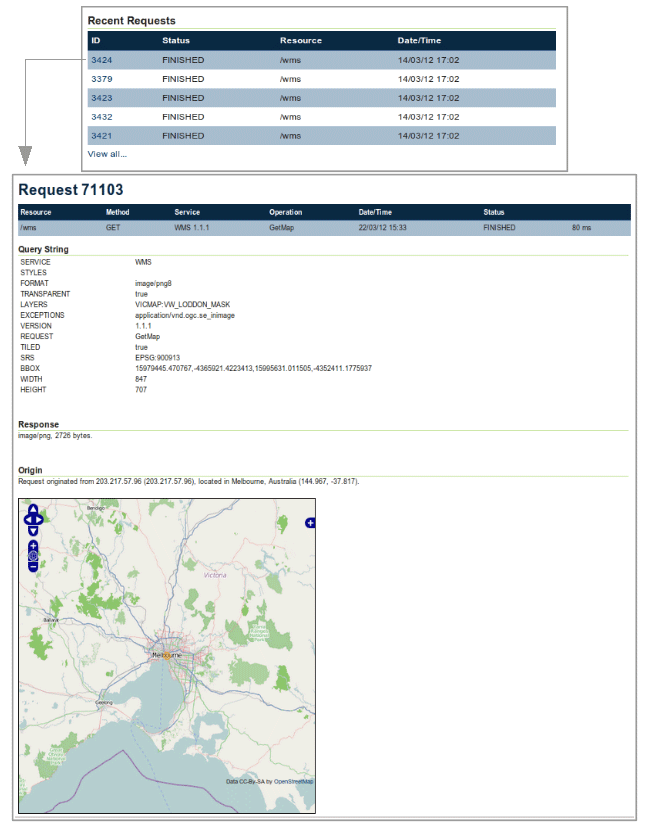 Recent Requests
ID Status Resource Date/Time
3424 FINISHED /wms 14/03/12 17:02
3379 FINISHED /wms 14/03/12 17:02
3423 FINISHED /wms 14/03/12 17:02
3432 FINISHED /wms 14/03/12 17:02
3421 FINISHED /wms 14/03/12 17:02
View all...
Request 71103
Resource Method Service Operation Date/Time Status
/wms GET WMS 1.1.1 GetMap 22/03/12 15:33 FINISHED 80 ms
Query String
SERVICE WMS
STYLES
FORMAT image/png8
TRANSPARENT true
LAYERS VICMAP:VW_LODDON_MASK
EXCEPTIONS application/vnd.ogc.se_inimage
VERSION 1.1.1
REQUEST GetMap
TILED true
SRS EPSG:900913
BBOX 15979445.470767,-4365921.4223413,15995631.011505,-4352411.1775937
WIDTH 847
HEIGHT 707
Response
image/png, 2726 bytes.
Origin
Request originated from 203.217.57.96 (203.217.57.96), located in Melbourne, Australia (144.967, -37.817).
Bendigo
Victoria
Ballarat
Melbourne
Geelong
Data CC-By-SA by OpenStreetMap